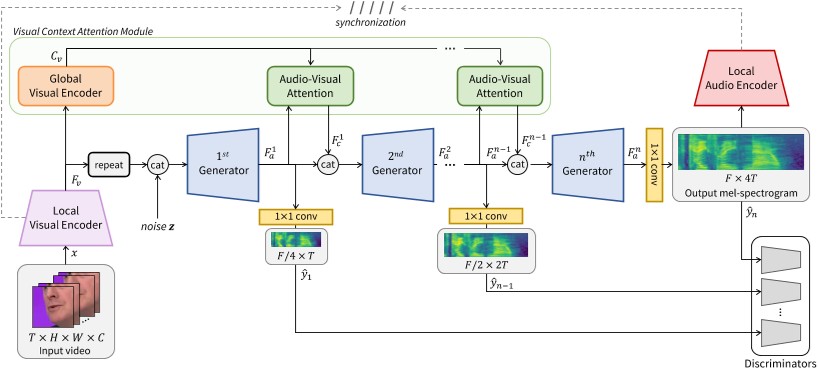 synchronization
Visual Context Attention Module
C_v
Global
Visual Encoder
Audio-Visual
Attention
...
Audio-Visual
Attention
Local
Audio Encoder
F_v
repeat
cat
noise z
1st
Generator
F_a^1
F_c^1
cat
2nd
Generator
F_a^2
...
F_a^{n-1}
F_c^{n-1}
cat
nth
Generator
F_a^n
1×1 conv
F × 4T
Output mel-spectrogram
ŷ_n
Local
Visual Encoder
x
T × H × W × C
Input video
1×1 conv
F/4 × T
ŷ_1
1×1 conv
F/2 × 2T
ŷ_{n-1}
Discriminators